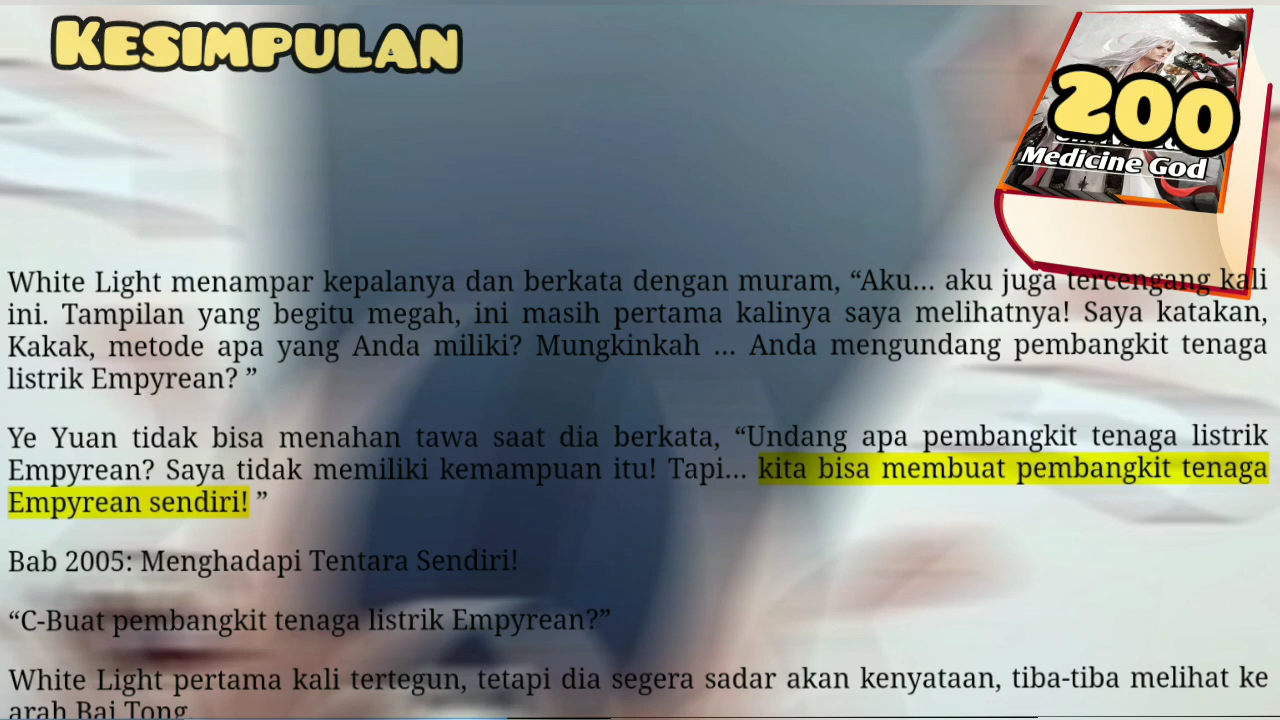 KESIMPULAN
200
Medicine God
White Light menampar kepalanya dan berkata dengan muram, “Aku... aku juga tercengang kali
ini. Tampilan yang begitu megah, ini masih pertama kalinya saya melihatnya! Saya katakan,
Kakak, metode apa yang Anda miliki? Mungkinkah ... Anda mengundang pembangkit tenaga
listrik Empyrean? ”
Ye Yuan tidak bisa menahan tawa saat dia berkata, “Undang apa pembangkit tenaga listrik
Empyrean? Saya tidak memiliki kemampuan itu! Tapi... kita bisa membuat pembangkit tenaga
Empyrean sendiri! ”
Bab 2005: Menghadapi Tentara Sendiri!
“C-Buat pembangkit tenaga listrik Empyrean?”
White Light pertama kali tertegun, tetapi dia segera sadar akan kenyataan, tiba-tiba melihat ke
arah Bai Tong.